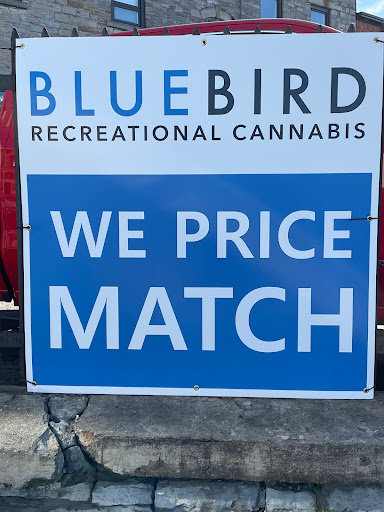 BLUEBIRD
RECREATIONAL CANNABIS
WE PRICE
MATCH